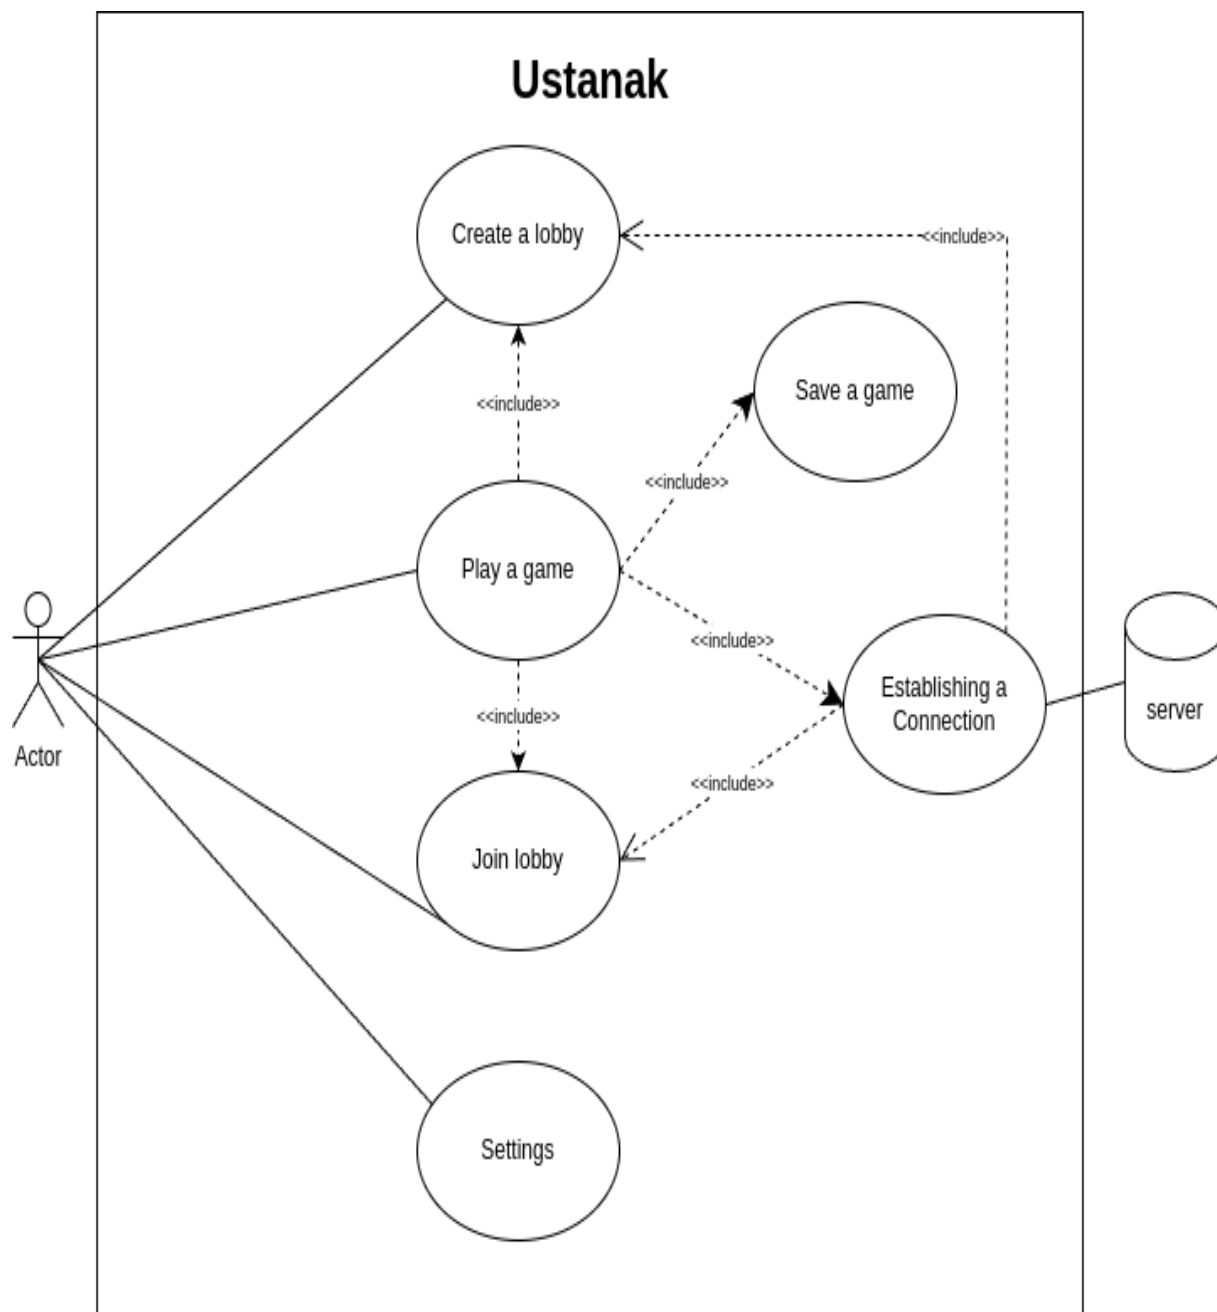 Ustanak
Create a lobby
<<include>>
Save a game
<<include>>
<<include>>
Play a game
<<include>>
Establishing a
Connection
server
<<include>>
Actor
<<include>>
Join lobby
Settings